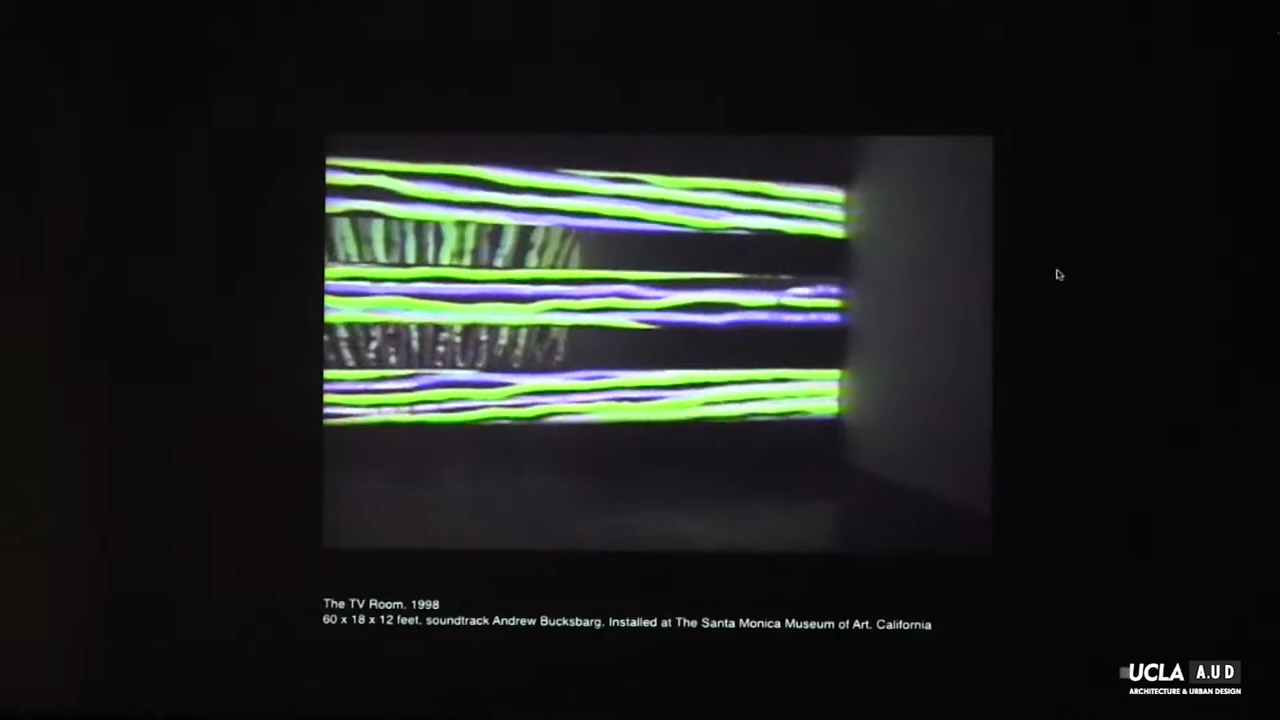 The TV Room. 1998
60 x 18 x 12 feet, soundtrack Andrew Bucksbarg. Installed at The Santa Monica Museum of Art. California
UCLA A.U D
ARCHITECTURE & URBAN DESIGN